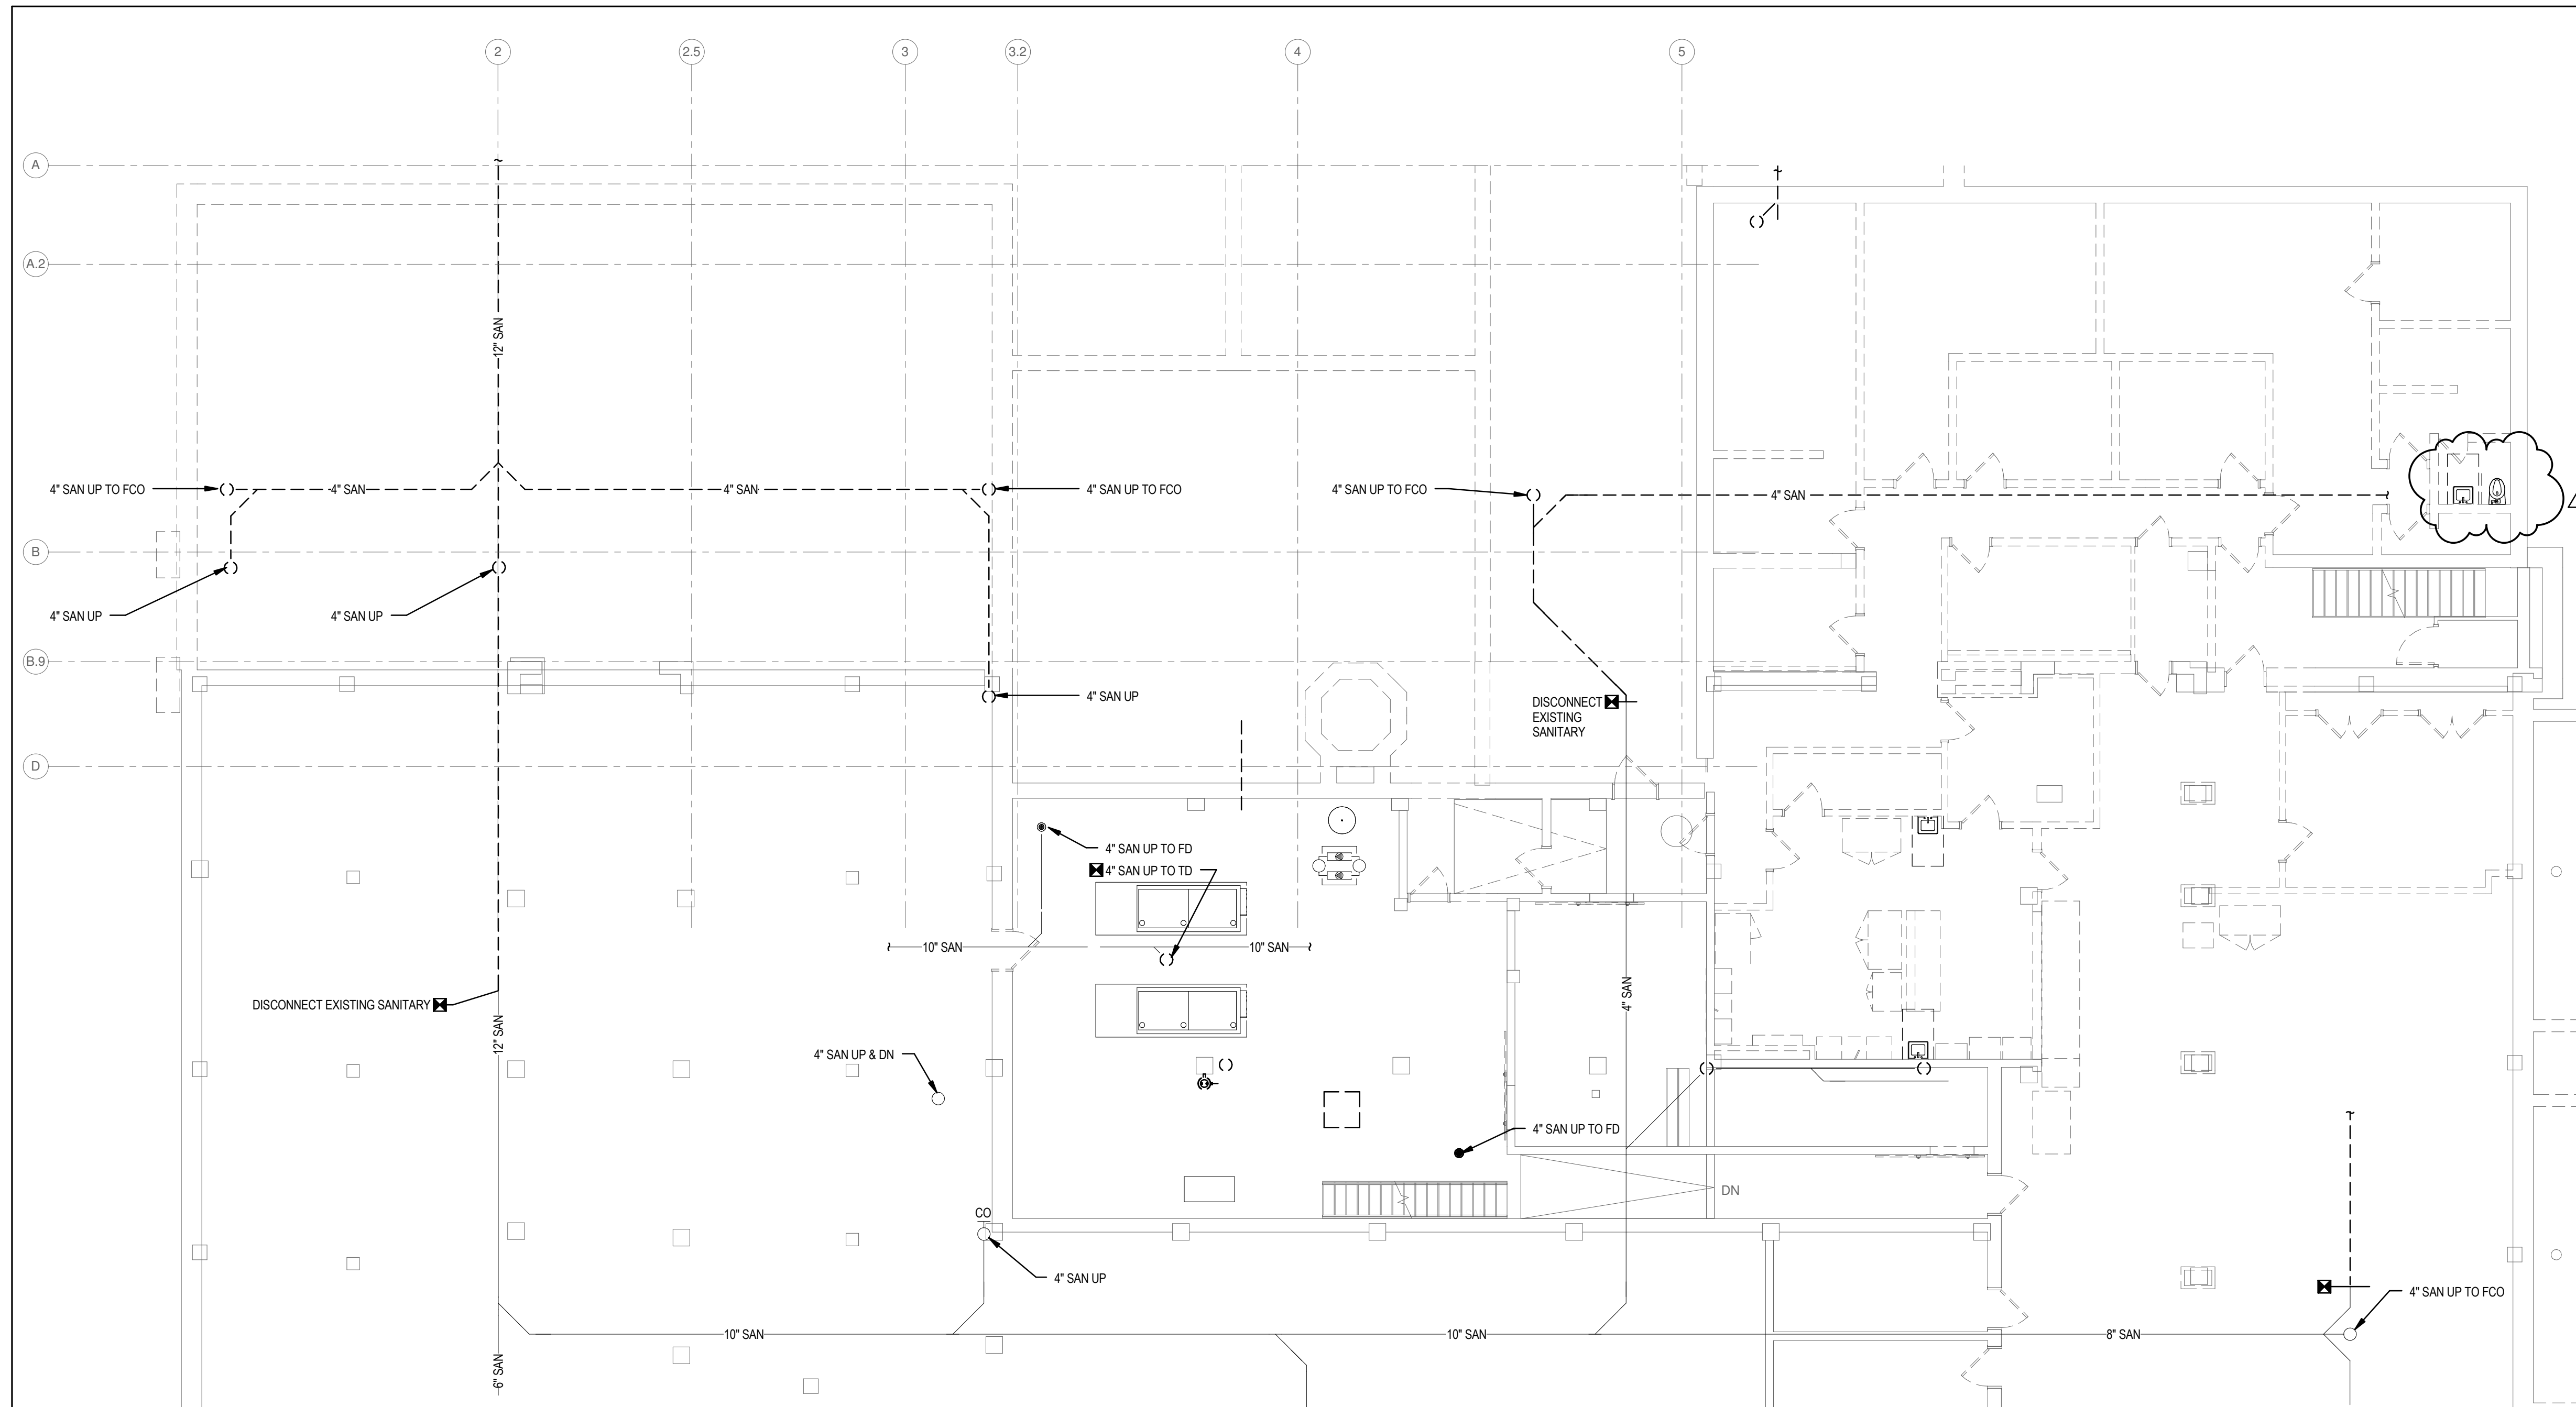 2
2.5
3
3.2
4
5
A
A.2
12" SAN
4" SAN UP TO FCO
4" SAN
4" SAN
4" SAN UP TO FCO
4" SAN UP TO FCO
4" SAN
B
4" SAN UP
4" SAN UP
B.9
4" SAN UP
DISCONNECT
EXISTING
SANITARY
D
4" SAN UP TO FD
4" SAN UP TO TD
10" SAN
10" SAN
4" SAN
DISCONNECT EXISTING SANITARY
12" SAN
4" SAN UP & DN
4" SAN UP TO FD
DN
CO
4" SAN UP
4" SAN UP TO FCO
10" SAN
10" SAN
8" SAN
6" SAN